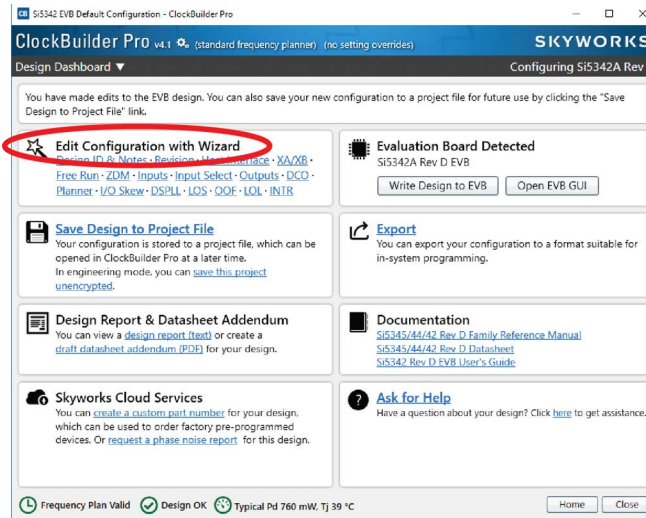 CB Si5342 EVB Default Configuration - ClockBuilder Pro
ClockBuilder Pro v4.1 (standard frequency planner) (no setting overrides) SKYWORKS
Design Dashboard ▼ Configuring Si5342A Rev
You have made edits to the EVB design. You can also save your new configuration to a project file for future use by clicking the "Save
Design to Project File" link.
Edit Configuration with Wizard
Design ID & Notes · Revision · Host Interface · XA/XB ·
Free Run · ZDM · Inputs · Input Select · Outputs · DCO ·
Planner · I/O Skew · DSPLL · LOS · OOF · LOL · INTR
Evaluation Board Detected
Si5342A Rev D EVB
Write Design to EVB Open EVB GUI
Save Design to Project File
Your configuration is stored to a project file, which can be
opened in ClockBuilder Pro at a later time.
In engineering mode, you can save this project
unencrypted.
Export
You can export your configuration to a format suitable for
in-system programming.
Design Report & Datasheet Addendum
You can view a design report (text) or create a
draft datasheet addendum (PDF) for your design.
Documentation
Si5345/44/42 Rev D Family Reference Manual
Si5345/44/42 Rev D Datasheet
Si5342 Rev D EVB User's Guide
Skyworks Cloud Services
You can create a custom part number for your design,
which can be used to order factory pre-programmed
devices. Or request a phase noise report for this design.
Ask for Help
Have a question about your design? Click here to get assistance.
Frequency Plan Valid Design OK Typical Pd 760 mW, Tj 39 °C Home Close